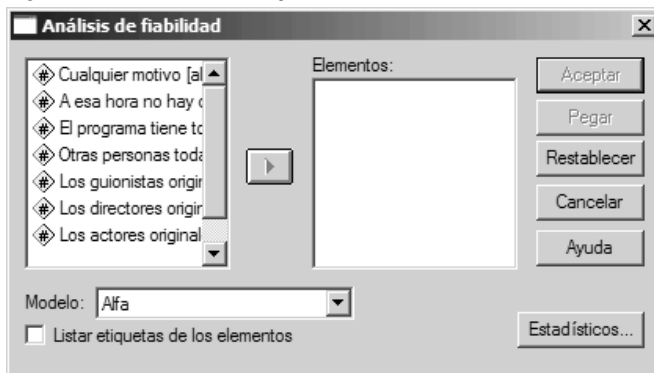 Análisis de fiabilidad
Cualquier motivo [al
A esa hora no hay
El programa tiene
Otras personas toda
Los guionistas origir
Los directores origir
Los actores original
Elementos:
Aceptar
Pegar
Restablecer
Cancelar
Ayuda
Modelo: Alfa
Listar etiquetas de los elementos
Estadísticos...